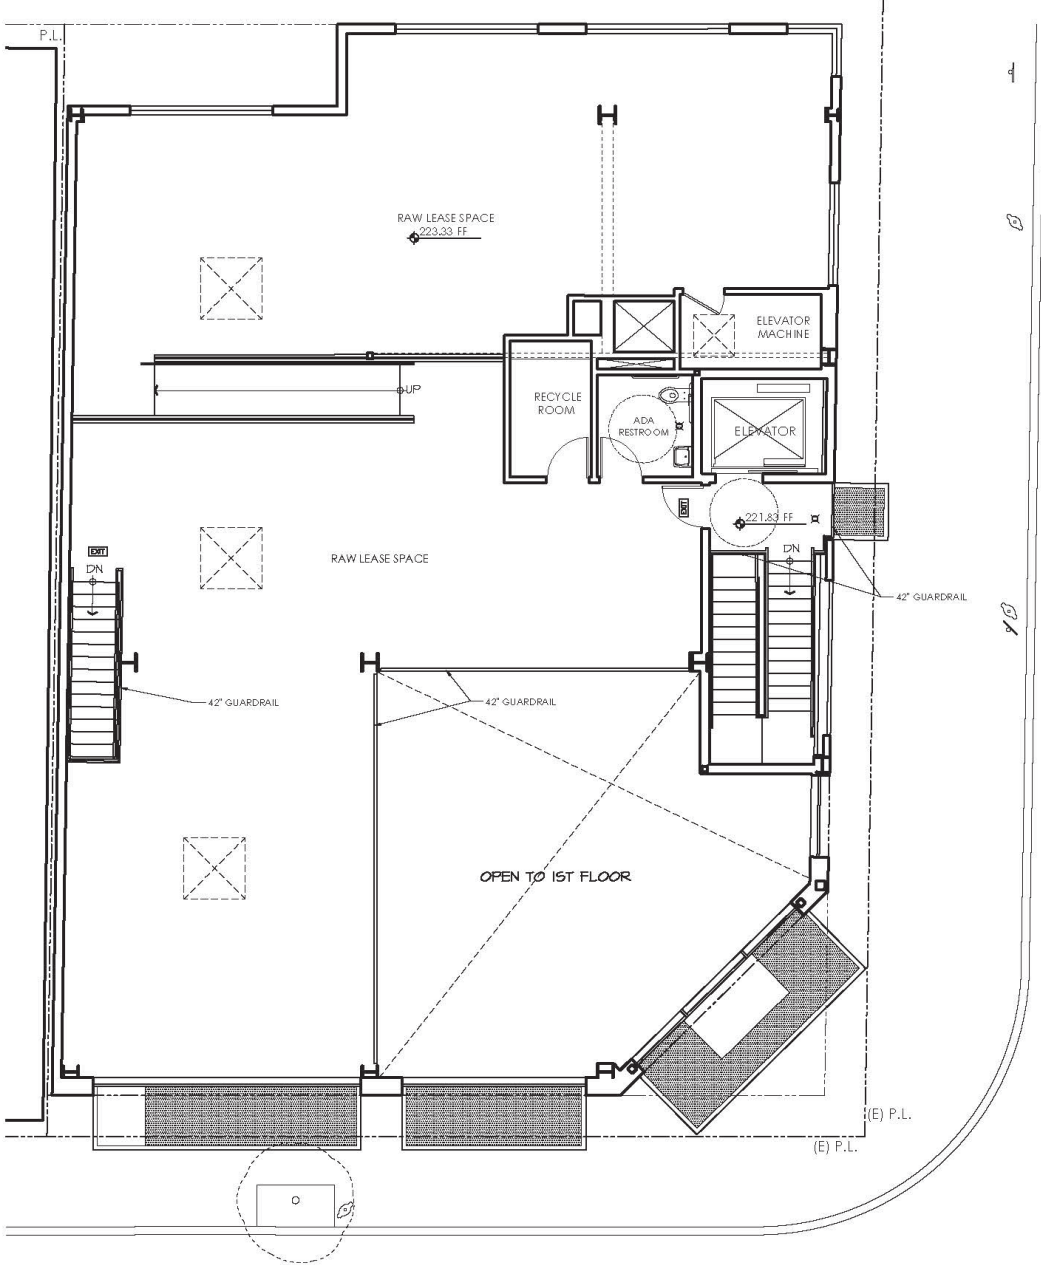 P.L.
RAW LEASE SPACE
223.33 FF
ELEVATOR
MACHINE
UP
RECYCLE
ROOM
ADA
RESTROOM
ELEVATOR
EXIT
221.83 FF
EXIT
DN
RAW LEASE SPACE
DN
42" GUARDRAIL
42" GUARDRAIL
42" GUARDRAIL
OPEN TO 1ST FLOOR
(E) P.L.
(E) P.L.